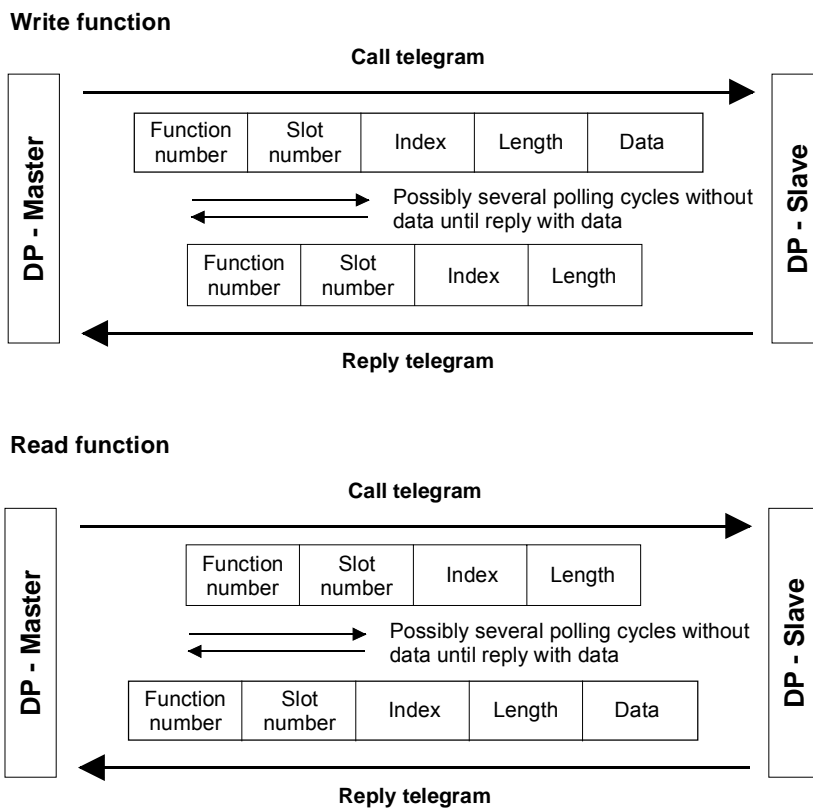 Write function
Call telegram
DP - Master
DP - Slave
Function number
Slot number
Index
Length
Data
Possibly several polling cycles without
data until reply with data
Function number
Slot number
Index
Length
Reply telegram
Read function
Call telegram
DP - Master
DP - Slave
Function number
Slot number
Index
Length
Possibly several polling cycles without
data until reply with data
Function number
Slot number
Index
Length
Data
Reply telegram